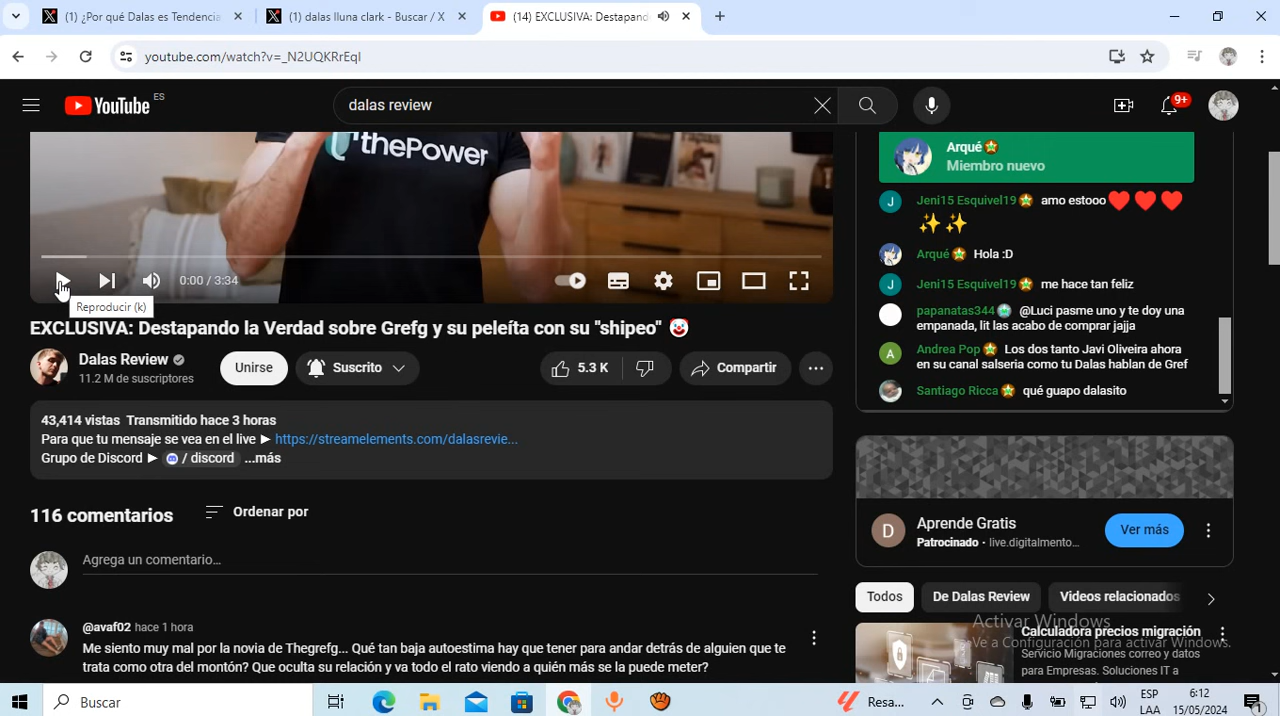 (1) ¿Por qué Dalas es Tendencia
(1) dalas lluna clark - Buscar / X
(14) EXCLUSIVA: Destapand
youtube.com/watch?v=_N2UQKRrEqI
YouTube ES
dalas review
9+
thePower
0:00 / 3:34
Reproducir (k)
EXCLUSIVA: Destapando la Verdad sobre Grefg y su peleíta con su "shipeo" 🤡
Dalas Review
11.2 M de suscriptores
Unirse
Suscrito
5.3 K
Compartir
43,414 vistas Transmitido hace 3 horas
Para que tu mensaje se vea en el live ► https://streamelements.com/dalasrevie...
Grupo de Discord ► / discord ...más
116 comentarios
Ordenar por
Agrega un comentario...
@avaf02 hace 1 hora
Me siento muy mal por la novia de Thegrefg... Qué tan baja autoestima hay que tener para andar detrás de alguien que te
trata como otra del montón? Que oculta su relación y va todo el rato viendo a quién más se la puede meter?
Arqué
Miembro nuevo
J Jeni15 Esquivel19 amo estooo❤️❤️❤️
✨✨
Arqué Hola :D
J Jeni15 Esquivel19 me hace tan feliz
papanatas344 @Luci pasme uno y te doy una
empanada, lit las acabo de comprar jajja
A Andrea Pop Los dos tanto Javi Oliveira ahora
en su canal salseria como tu Dalas hablan de Gref
Santiago Ricca qué guapo dalasito
D
Aprende Gratis
Patrocinado • live.digitalmento...
Ver más
Todos
De Dalas Review
Videos relacionados
Calculadora precios migración
Servicio Migraciones correo y datos
para Empresas. Soluciones IT a
Activar Windows
Ve a Configuración para activar Windows.
Buscar
Resa...
ESP
LAA
6:12
15/05/2024
1